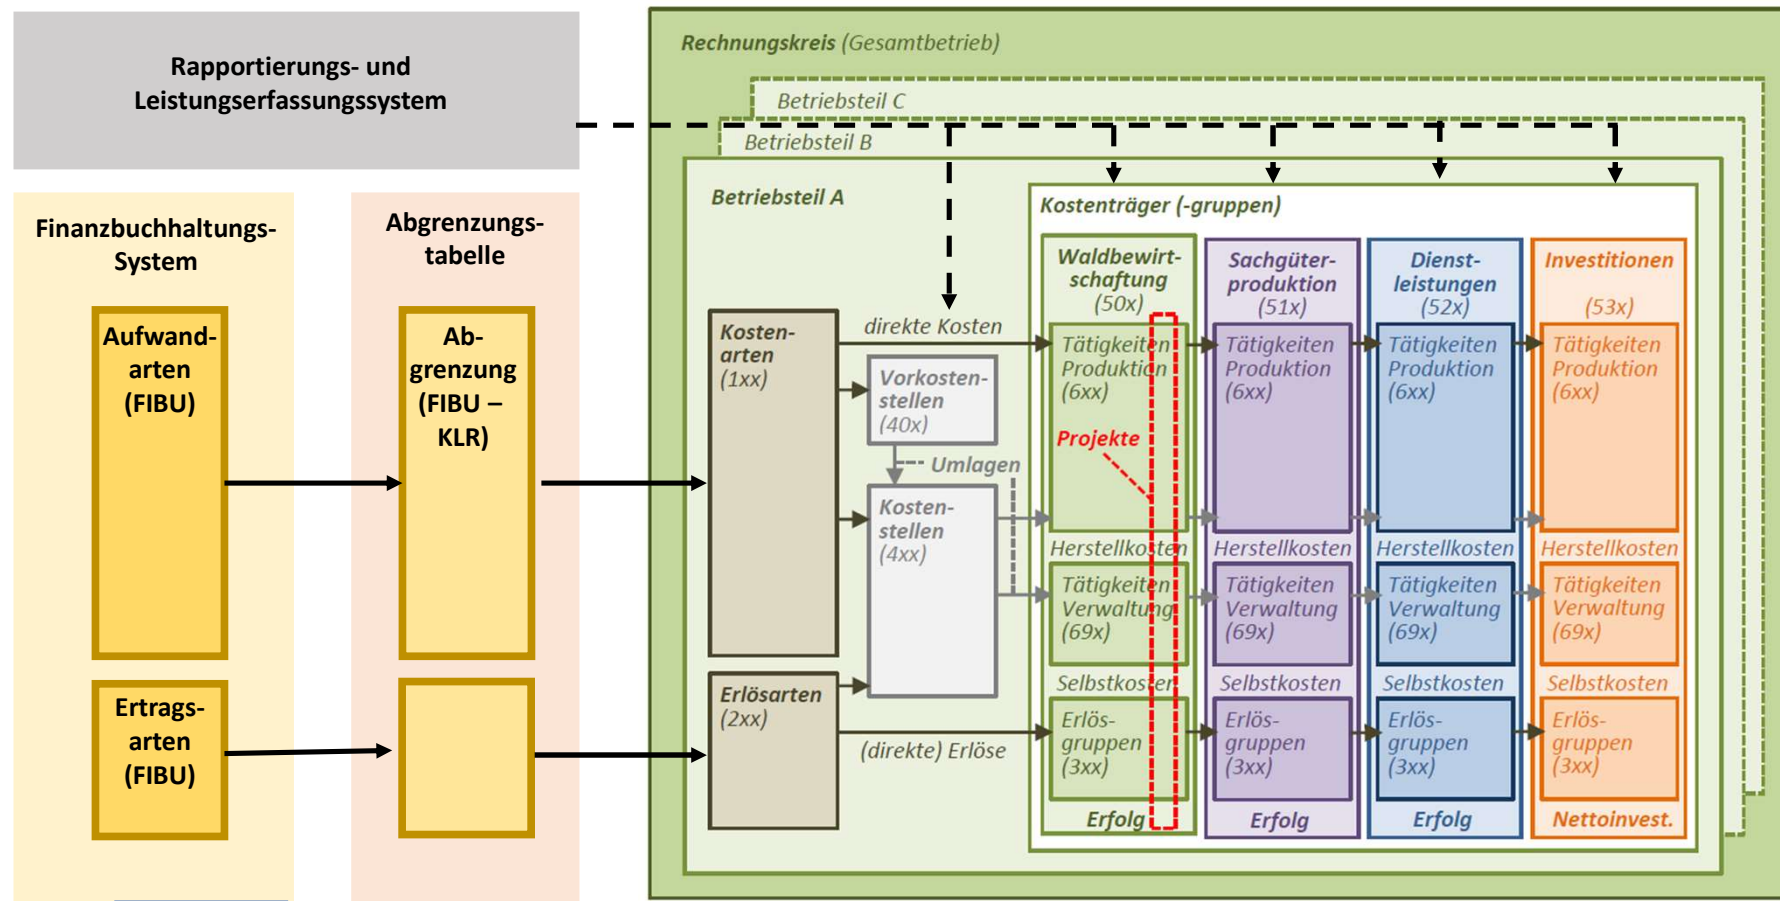 Rapportierungs- und
Leistungserfassungssystem
Finanzbuchhaltungs-
System
Aufwand-
arten
(FIBU)
Ertrags-
arten
(FIBU)
Abgrenzungs-
tabelle
Ab-
grenzung
(FIBU –
KLR)
Rechnungskreis (Gesamtbetrieb)
Betriebsteil C
Betriebsteil B
Betriebsteil A
Kosten-
arten
(1xx)
Erlösarten
(2xx)
direkte Kosten
Vorkosten-
stellen
(40x)
Umlagen
Kosten-
stellen
(4xx)
(direkte) Erlöse
Kostenträger (-gruppen)
Waldbewirt-
schaftung
(50x)
Tätigkeiten
Produktion
(6xx)
Projekte
Herstellkosten
Tätigkeiten
Verwaltung
(69x)
Selbstkosten
Erlös-
gruppen
(3xx)
Erfolg
Sachgüter-
produktion
(51x)
Tätigkeiten
Produktion
(6xx)
Herstellkosten
Tätigkeiten
Verwaltung
(69x)
Selbstkosten
Erlös-
gruppen
(3xx)
Erfolg
Dienst-
leistungen
(52x)
Tätigkeiten
Produktion
(6xx)
Herstellkosten
Tätigkeiten
Verwaltung
(69x)
Selbstkosten
Erlös-
gruppen
(3xx)
Erfolg
Investitionen
(53x)
Tätigkeiten
Produktion
(6xx)
Herstellkosten
Tätigkeiten
Verwaltung
(69x)
Selbstkosten
Erlös-
gruppen
(3xx)
Nettoinvest.